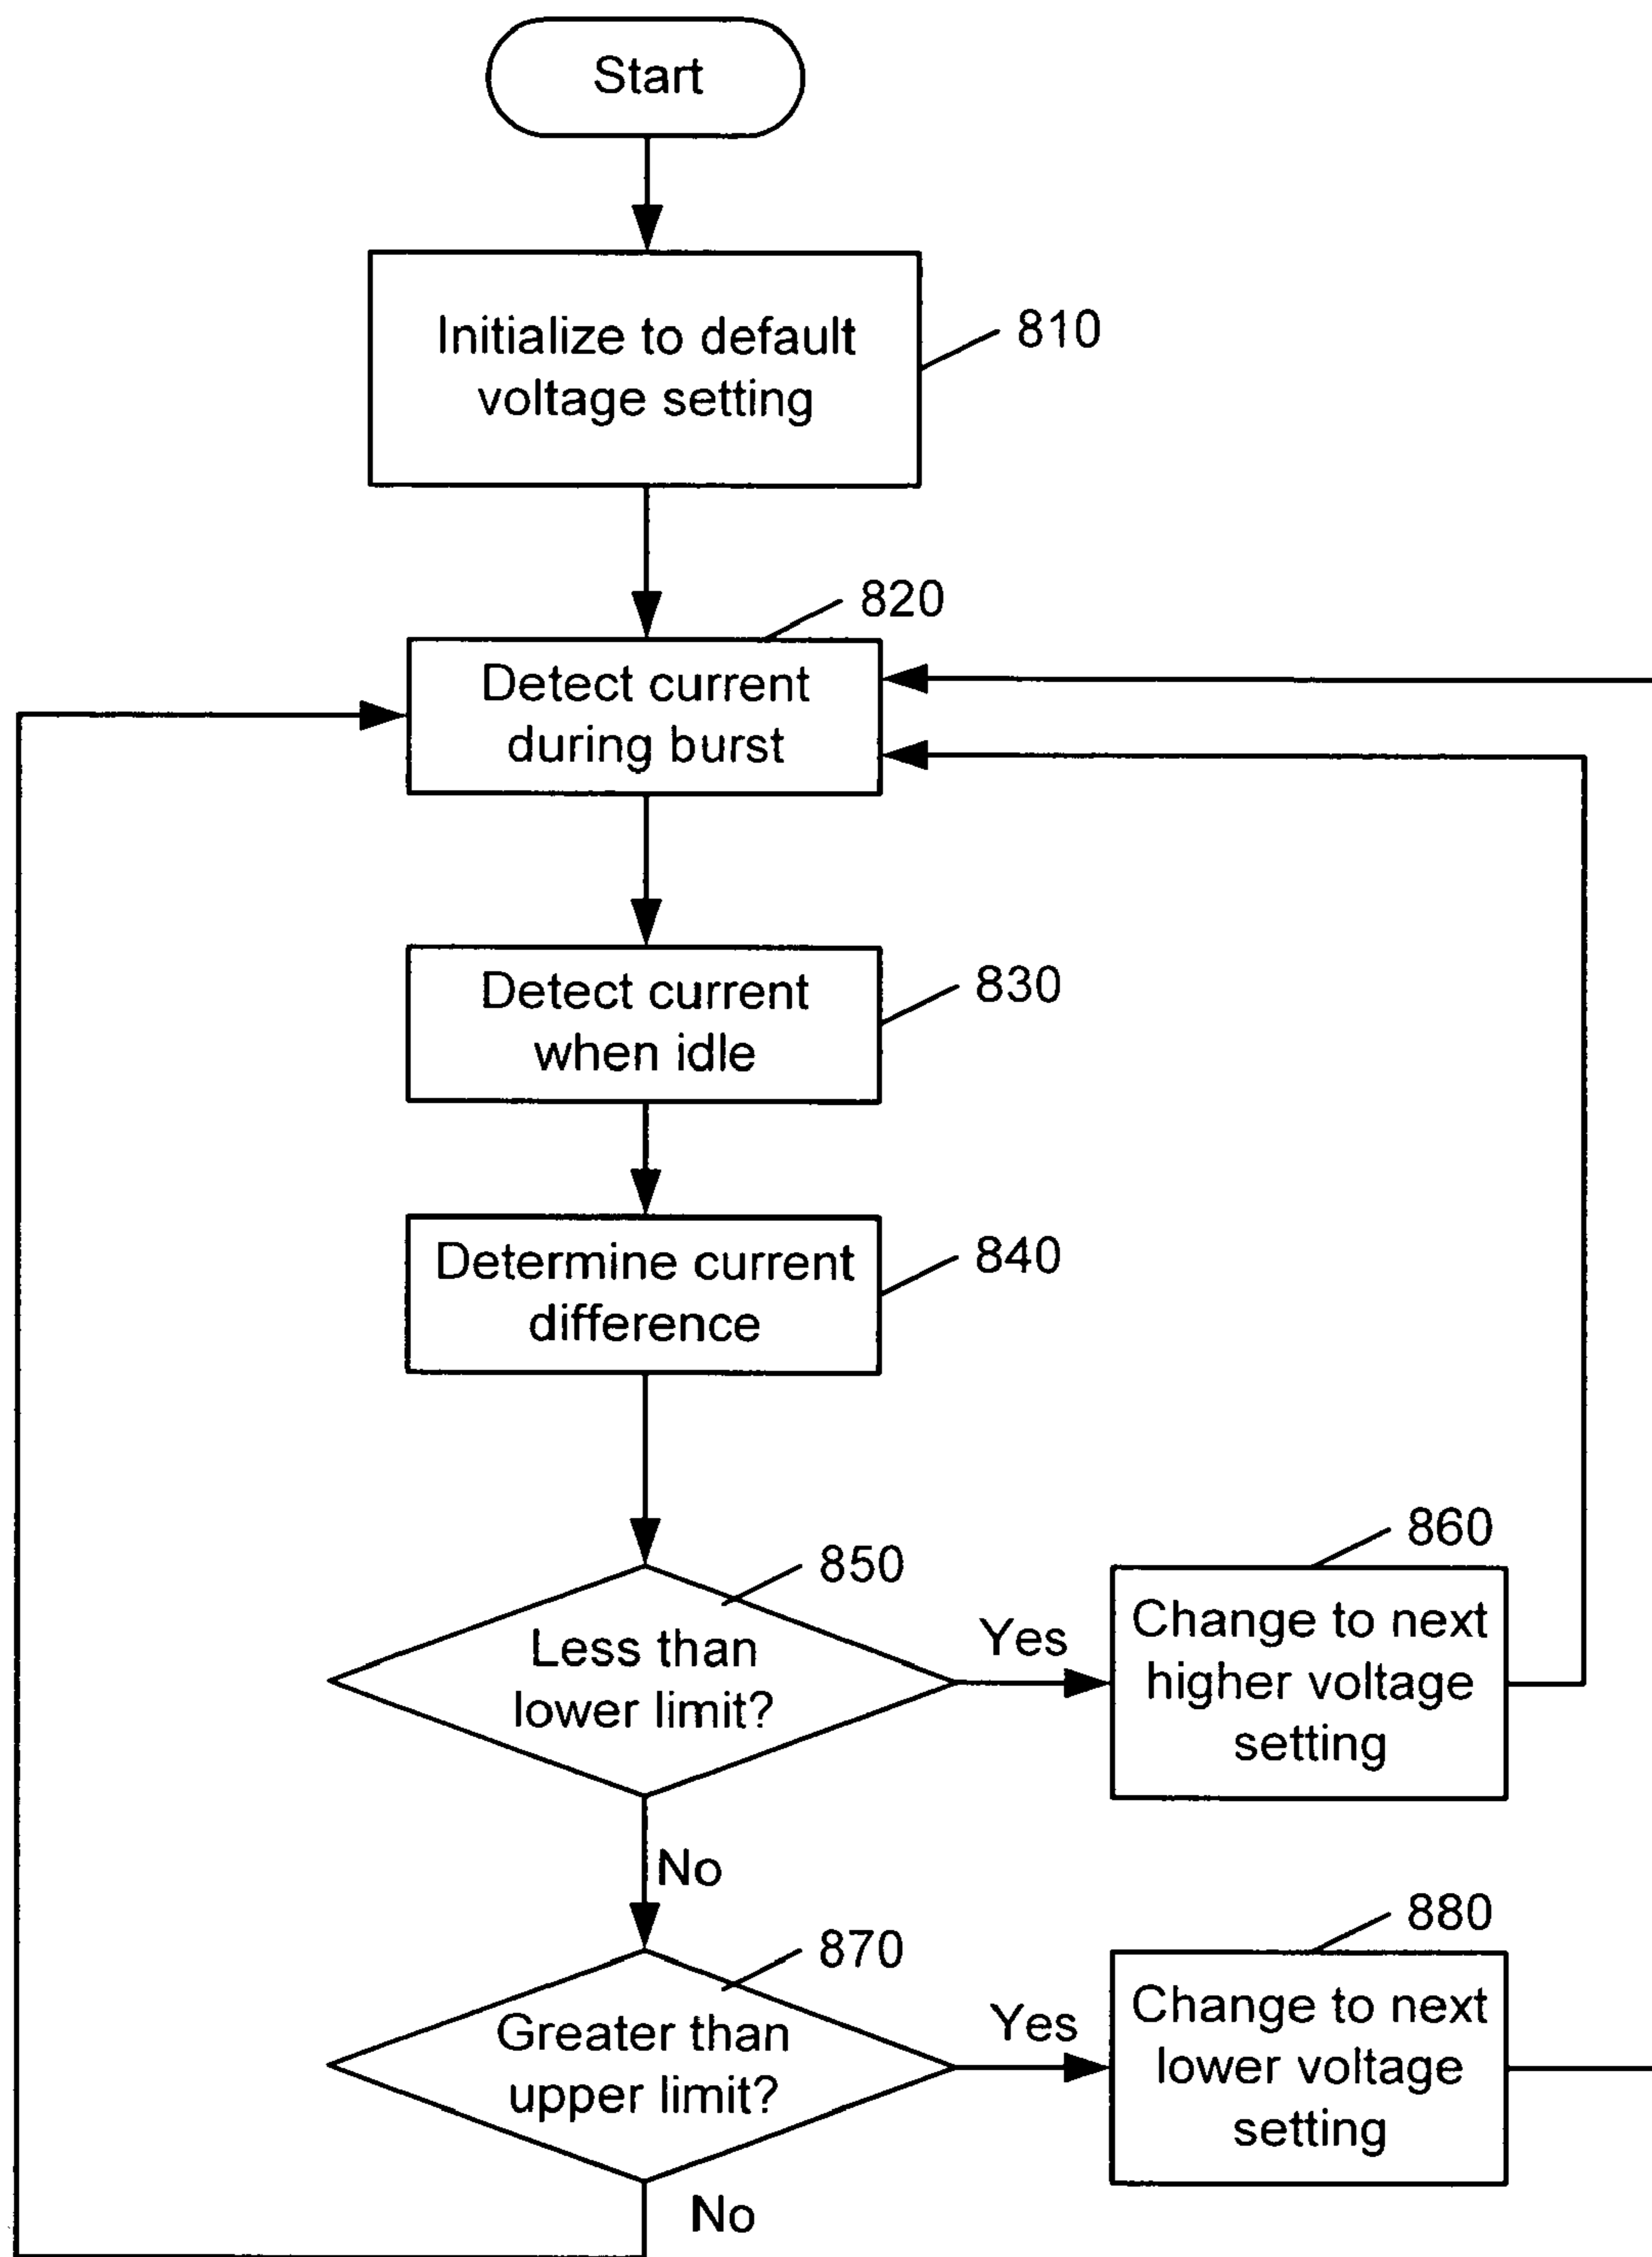 Start
Initialize to default
voltage setting
810
820
Detect current
during burst
Detect current
when idle
830
Determine current
difference
840
850
Less than
lower limit?
Yes
860
Change to next
higher voltage
setting
No
870
Greater than
upper limit?
Yes
880
Change to next
lower voltage
setting
No